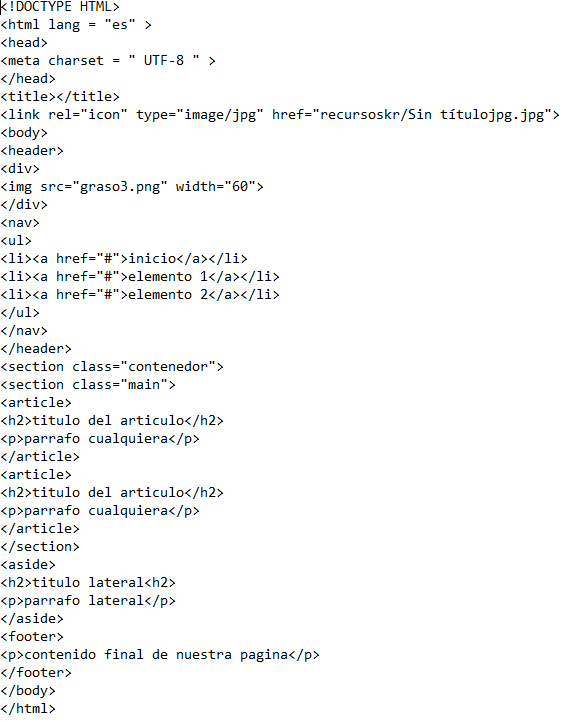 <!DOCTYPE HTML>
<html lang = "es" >
<head>
<meta charset = " UTF-8 " >
</head>
<title></title>
<link rel="icon" type="image/jpg" href="recursoskr/Sin títulojpg.jpg">
<body>
<header>
<div>
<img src="graso3.png" width="60">
</div>
<nav>
<ul>
<li><a href="#">inicio</a></li>
<li><a href="#">elemento 1</a></li>
<li><a href="#">elemento 2</a></li>
</ul>
</nav>
</header>
<section class="contenedor">
<section class="main">
<article>
<h2>titulo del articulo</h2>
<p>parrafo cualquiera</p>
</article>
<article>
<h2>titulo del articulo</h2>
<p>parrafo cualquiera</p>
</article>
</section>
<aside>
<h2>titulo lateral<h2>
<p>parrafo lateral</p>
</aside>
<footer>
<p>contenido final de nuestra pagina</p>
</footer>
</body>
</html>